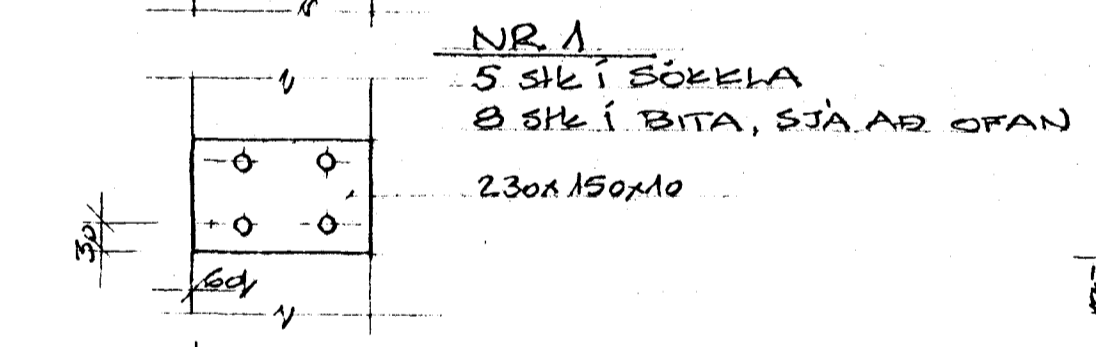 NR 1
5 stk í SÖKKLA
8 stk í BITA, SJÁ AÐ OFAN
230x150x10
30
60